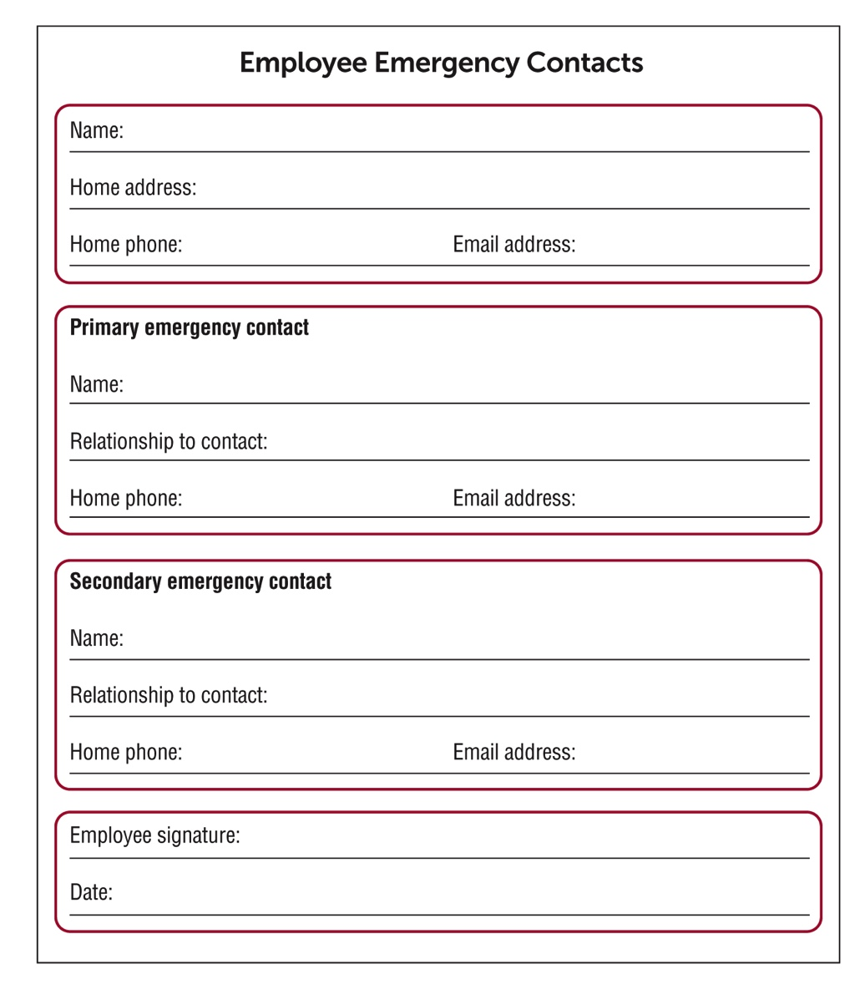 Employee Emergency Contacts
Name:
Home address:
Home phone: Email address:
Primary emergency contact
Name:
Relationship to contact:
Home phone: Email address:
Secondary emergency contact
Name:
Relationship to contact:
Home phone: Email address:
Employee signature:
Date: